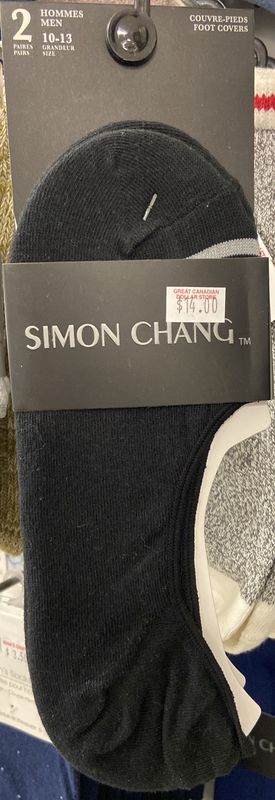 2
PAIRES
PAIRS
HOMMES
MEN
10-13
GRANDEUR
SIZE
COUVRE-PIEDS
FOOT COVERS
GREAT CANADIAN
DOLLAR STORE
$14.00
SIMON CHANG™
N CH